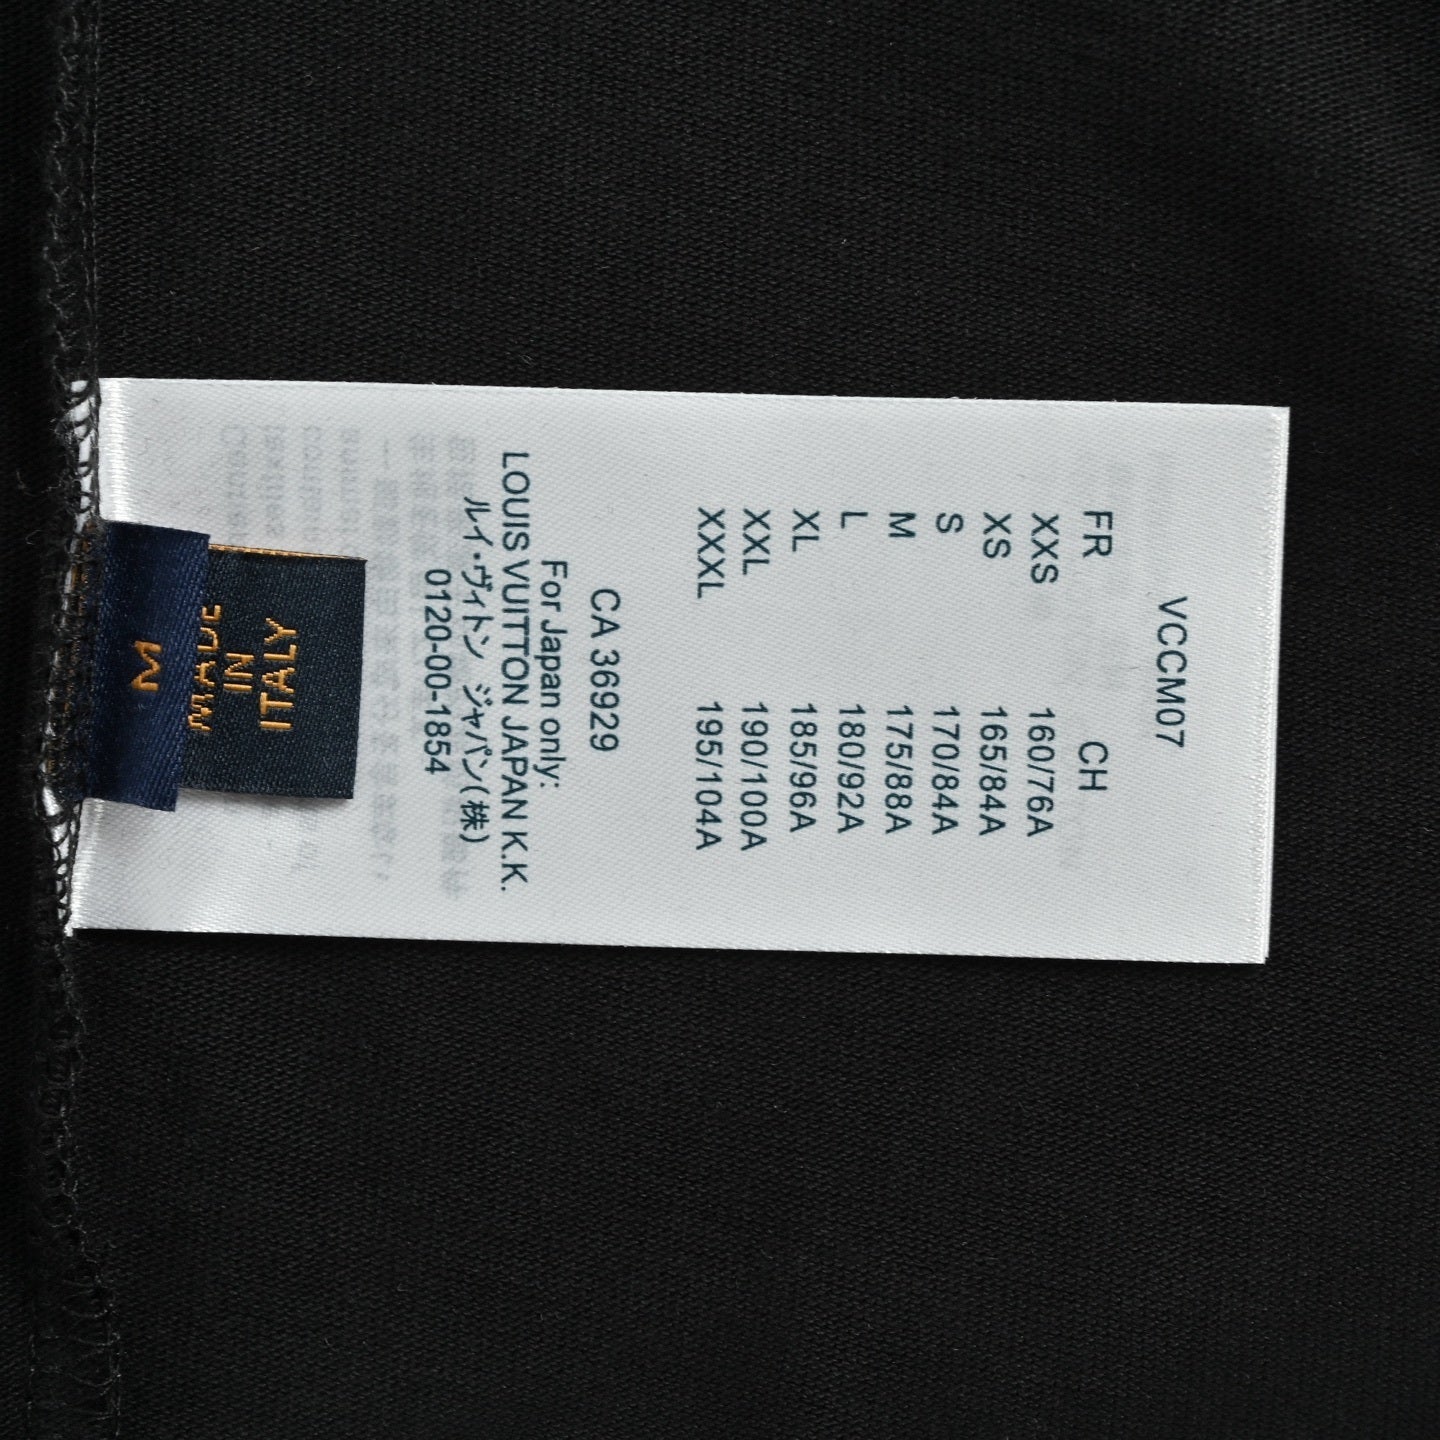 VCCM07
FR CH
XXS 160/76A
XS 165/84A
S 170/84A
M 175/88A
L 180/92A
XL 185/96A
XXL 190/100A
XXXL 195/104A
CA 36929
For Japan only:
LOUIS VUITTON JAPAN K.K.
ルイ・ヴィトン ジャパン(株)
0120-00-1854
M
MADE
IN
ITALY